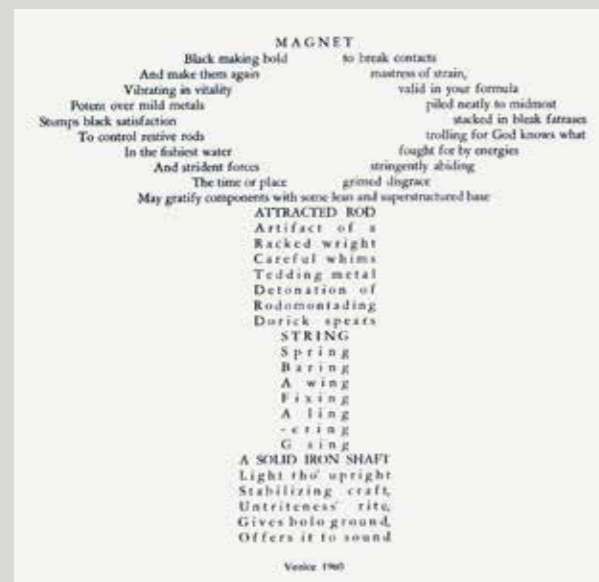 MAGNET
Black making bold to break contacts
And make them again mastress of strain,
Vibrating in vitality valid in your formula
Potent over mild metals piled neatly to midmost
Stumps black satisfaction stacked in bleak fatrases
To control restive rods trolling for God knows what
In the fishiest water fought for by energies
And strident forces stringently abiding
The time or place grimed disgrace
May gratify components with some lean and superstructured base
ATTRACTED ROD
Artifact of a
Racked wright
Careful whims
Tedding metal
Detonation of
Rodomontading
Dorick spears
STRING
Spring
Baring
A wing
Fixing
A ling
-ering
G sing
A SOLID IRON SHAFT
Light tho' upright
Stabilizing craft,
Untriteness' rite,
Gives holo ground,
Offers it to sound
Venice 1960